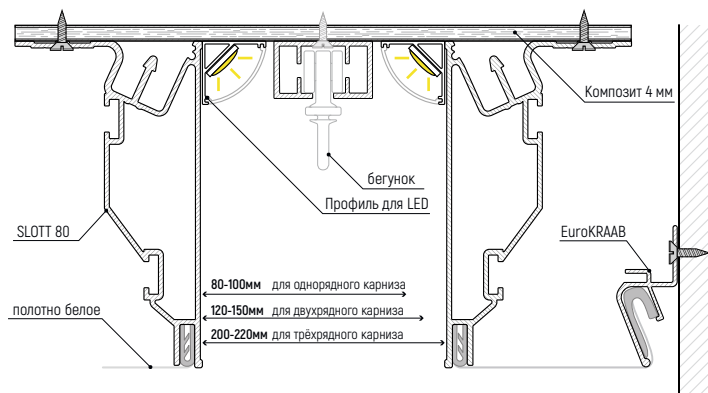 Композит 4 мм
бегунок
Профиль для LED
SLOTT 80
EuroKRAAB
80-100мм для однорядного карниза
120-150мм для двухрядного карниза
полотно белое
200-220мм для трёхрядного карниза